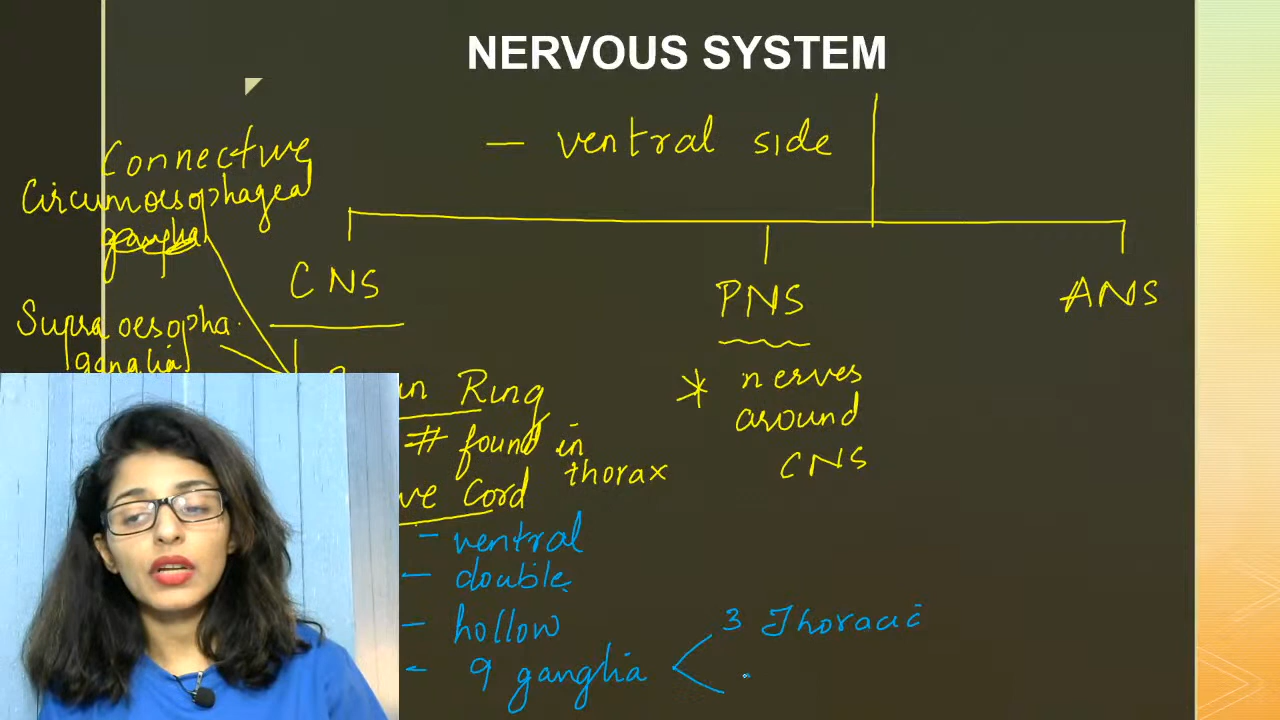 NERVOUS SYSTEM
- ventral side
Connective
Circumoesophageal
ganglia
CNS
PNS
ANS
Supra oesopha.
ganglia
Ring
# found in
thorax
Cord
* nerves
around
CNS
- ventral
- double
- hollow
- 9 ganglia
3 Thoracic